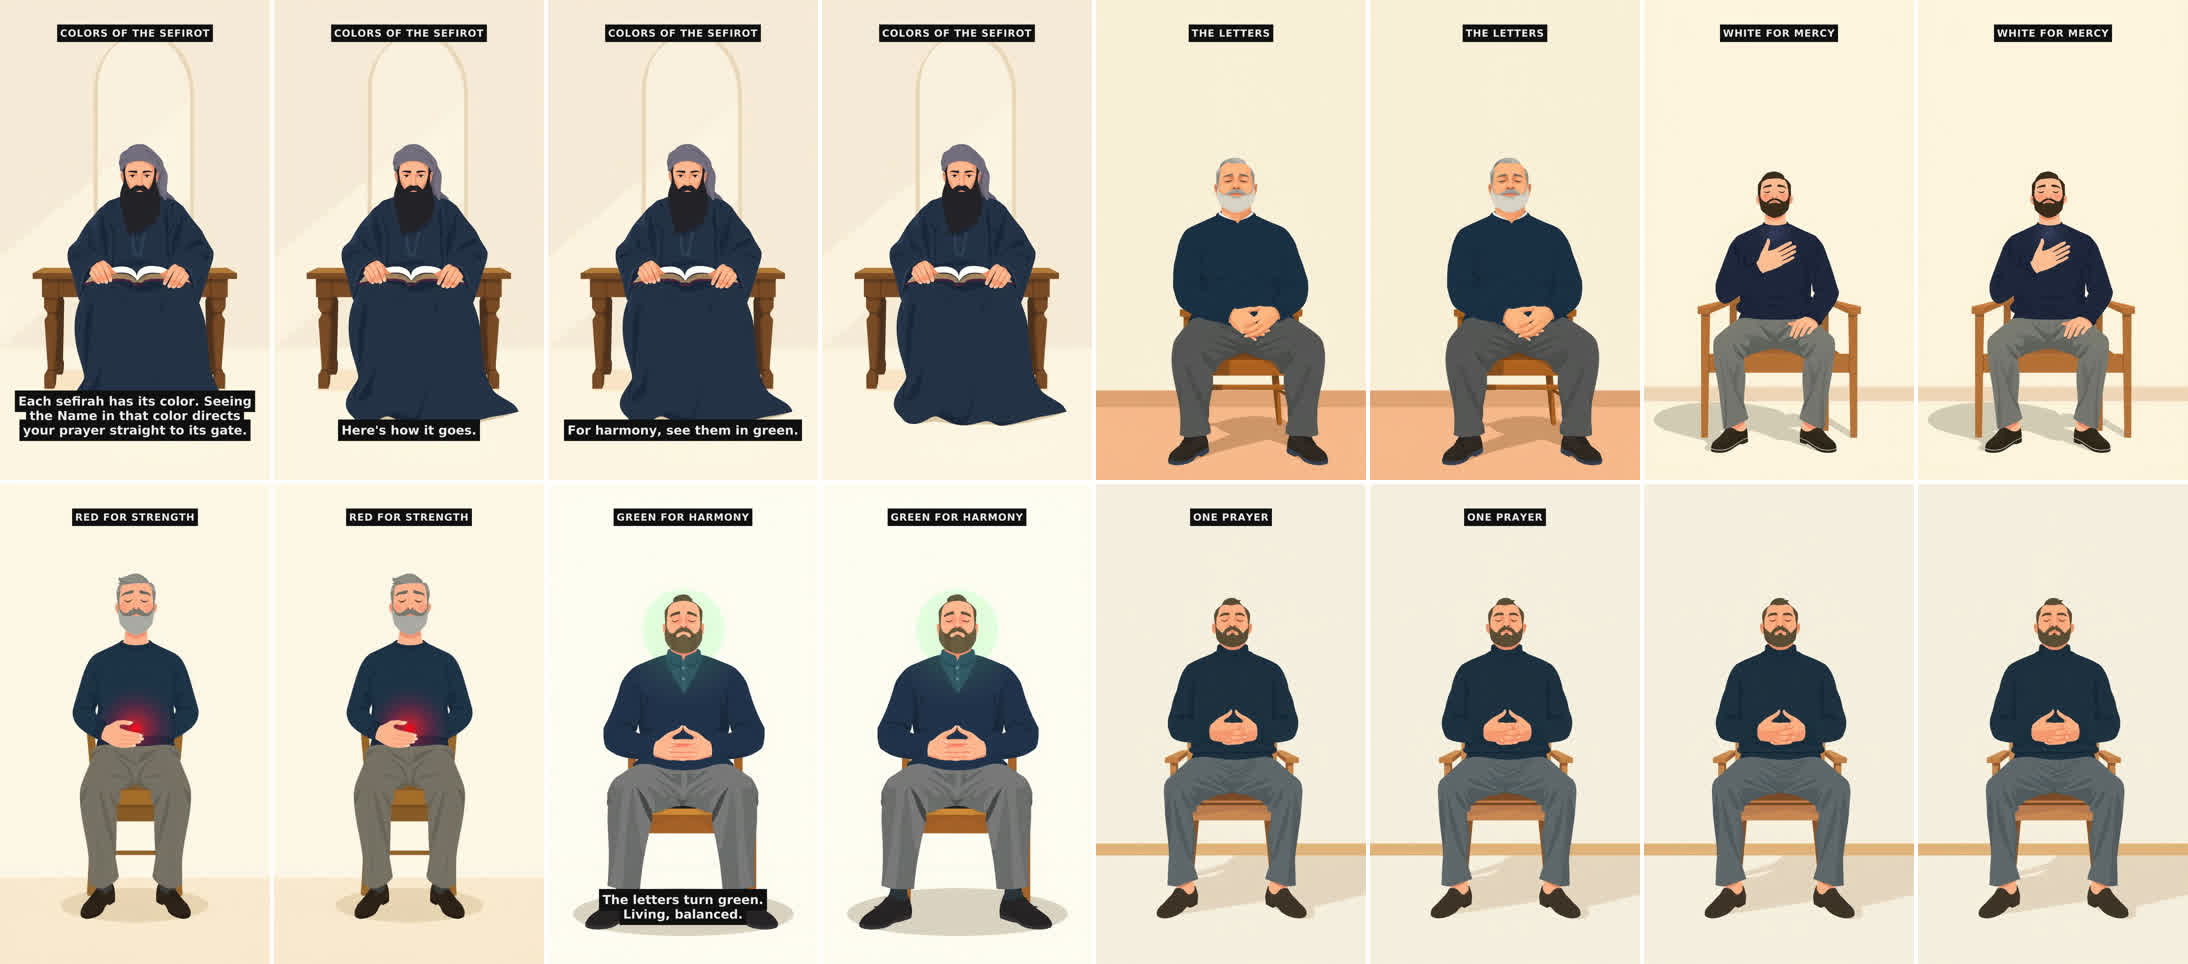 COLORS OF THE SEFIROT
Each sefirah has its color. Seeing
the Name in that color directs
your prayer straight to its gate.
COLORS OF THE SEFIROT
Here's how it goes.
COLORS OF THE SEFIROT
For harmony, see them in green.
COLORS OF THE SEFIROT
THE LETTERS
THE LETTERS
WHITE FOR MERCY
WHITE FOR MERCY
RED FOR STRENGTH
RED FOR STRENGTH
GREEN FOR HARMONY
The letters turn green.
Living, balanced.
GREEN FOR HARMONY
ONE PRAYER
ONE PRAYER